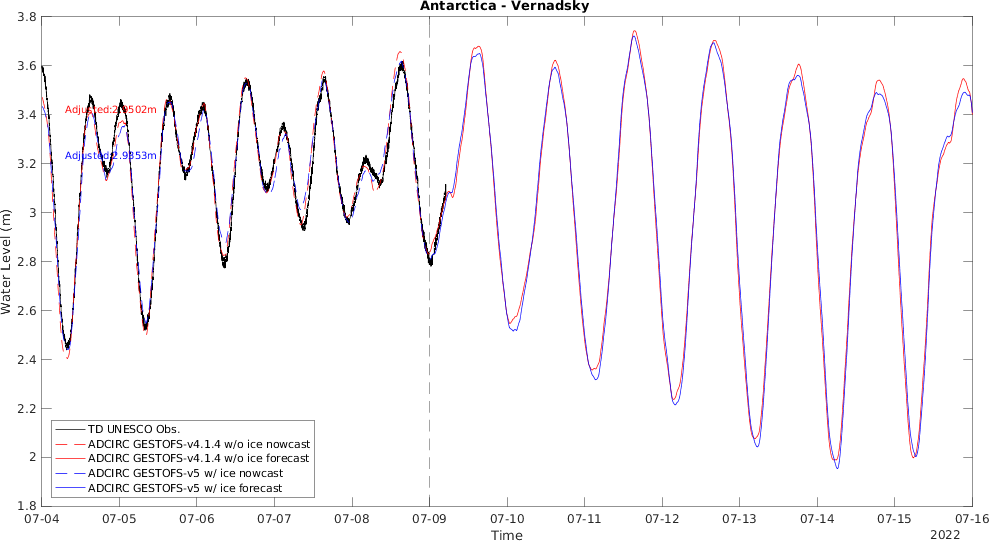 Antarctica - Vernadsky
3.8
3.6
3.4
3.2
3
2.8
2.6
2.4
2.2
2
1.8
Water Level (m)
Adjusted:2.9502m
Adjusted:2.9353m
TD UNESCO Obs.
ADCIRC GESTOFS-v4.1.4 w/o ice nowcast
ADCIRC GESTOFS-v4.1.4 w/o ice forecast
ADCIRC GESTOFS-v5 w/ ice nowcast
ADCIRC GESTOFS-v5 w/ ice forecast
07-04 07-05 07-06 07-07 07-08 07-09 07-10 07-11 07-12 07-13 07-14 07-15 07-16
Time
2022